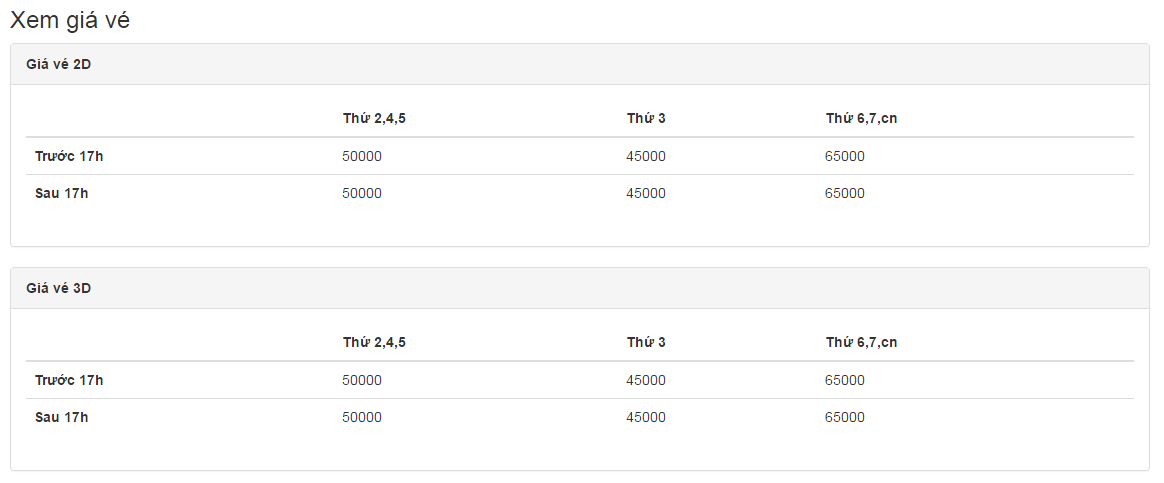 Xem giá vé
Giá vé 2D
Thứ 2,4,5 Thứ 3 Thứ 6,7,cn
Trước 17h 50000 45000 65000
Sau 17h 50000 45000 65000
Giá vé 3D
Thứ 2,4,5 Thứ 3 Thứ 6,7,cn
Trước 17h 50000 45000 65000
Sau 17h 50000 45000 65000